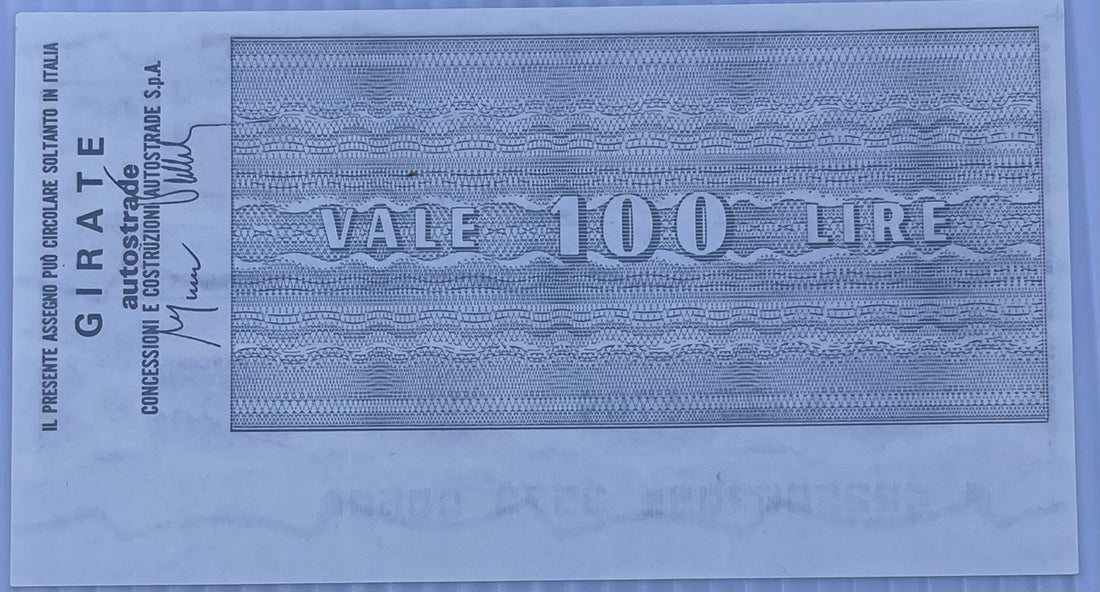 IL PRESENTE ASSEGNO PUÒ CIRCOLARE SOLTANTO IN ITALIA
GIRATE
autostrade
CONCESSIONI E COSTRUZIONI AUTOSTRADE S.p.A.
VALE 100 LIRE